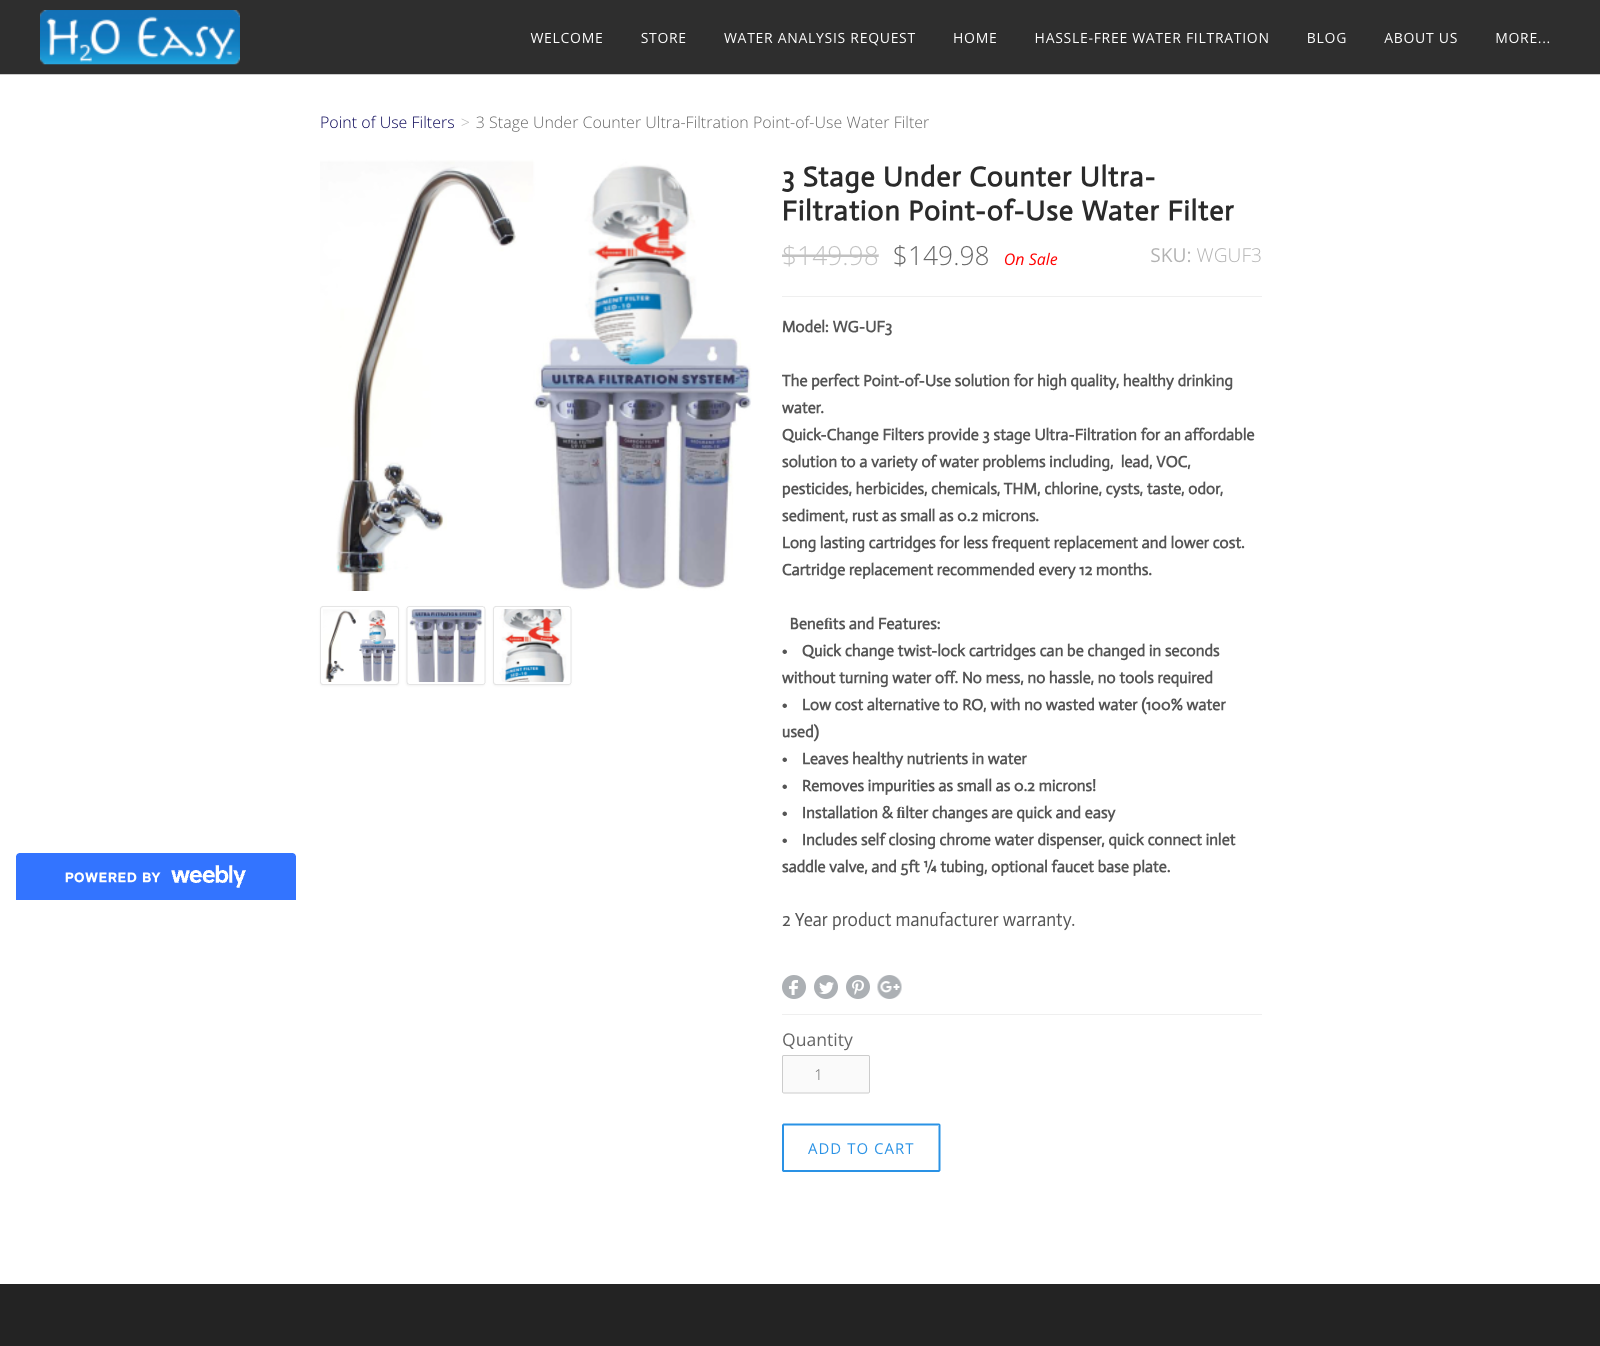 H2O Easy
WELCOME
STORE
WATER ANALYSIS REQUEST
HOME
HASSLE-FREE WATER FILTRATION
BLOG
ABOUT US
MORE...
Point of Use Filters > 3 Stage Under Counter Ultra-Filtration Point-of-Use Water Filter
ULTRA FILTRATION SYSTEM
3 Stage Under Counter Ultra-
Filtration Point-of-Use Water Filter
$149.98 $149.98 On Sale SKU: WGUF3
Model: WG-UF3
The perfect Point-of-Use solution for high quality, healthy drinking
water.
Quick-Change Filters provide 3 stage Ultra-Filtration for an affordable
solution to a variety of water problems including, lead, VOC,
pesticides, herbicides, chemicals, THM, chlorine, cysts, taste, odor,
sediment, rust as small as 0.2 microns.
Long lasting cartridges for less frequent replacement and lower cost.
Cartridge replacement recommended every 12 months.
Benefits and Features:
• Quick change twist-lock cartridges can be changed in seconds
without turning water off. No mess, no hassle, no tools required
• Low cost alternative to RO, with no wasted water (100% water
used)
• Leaves healthy nutrients in water
• Removes impurities as small as 0.2 microns!
• Installation & filter changes are quick and easy
• Includes self closing chrome water dispenser, quick connect inlet
saddle valve, and 5ft ¼ tubing, optional faucet base plate.
2 Year product manufacturer warranty.
Quantity
1
ADD TO CART
POWERED BY weebly